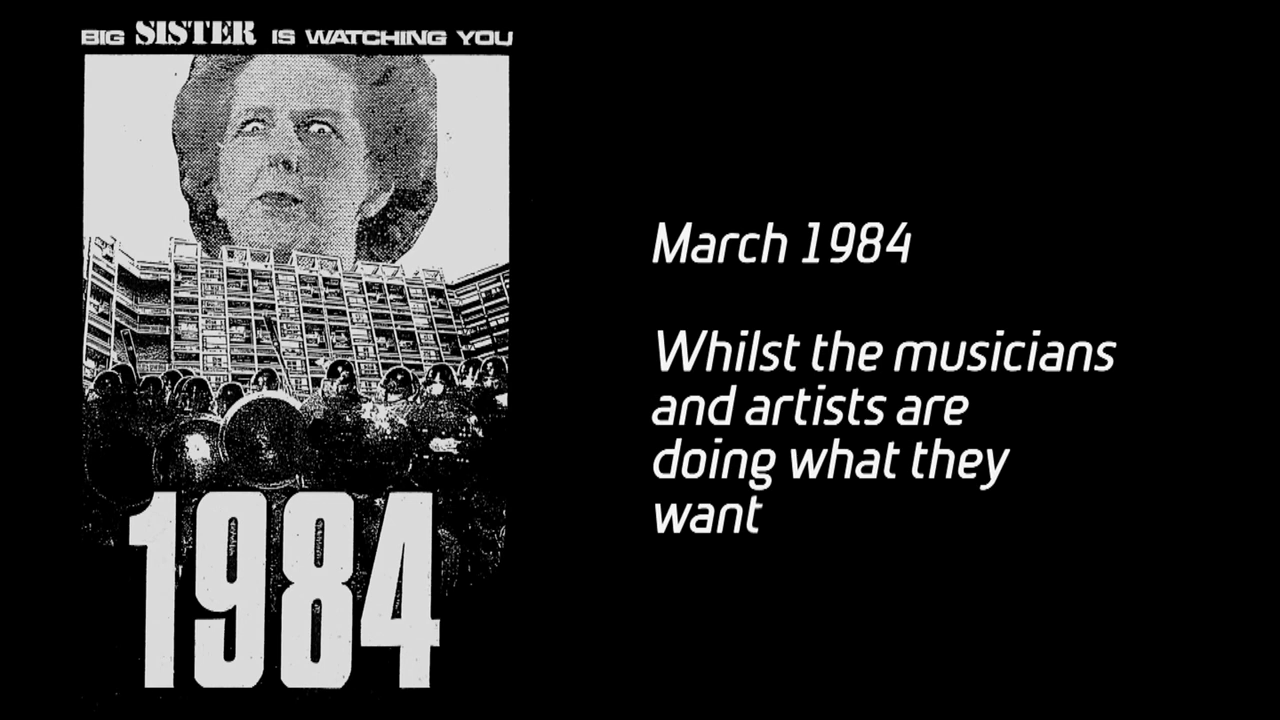 BIG SISTER IS WATCHING YOU
1984
March 1984
Whilst the musicians
and artists are
doing what they
want